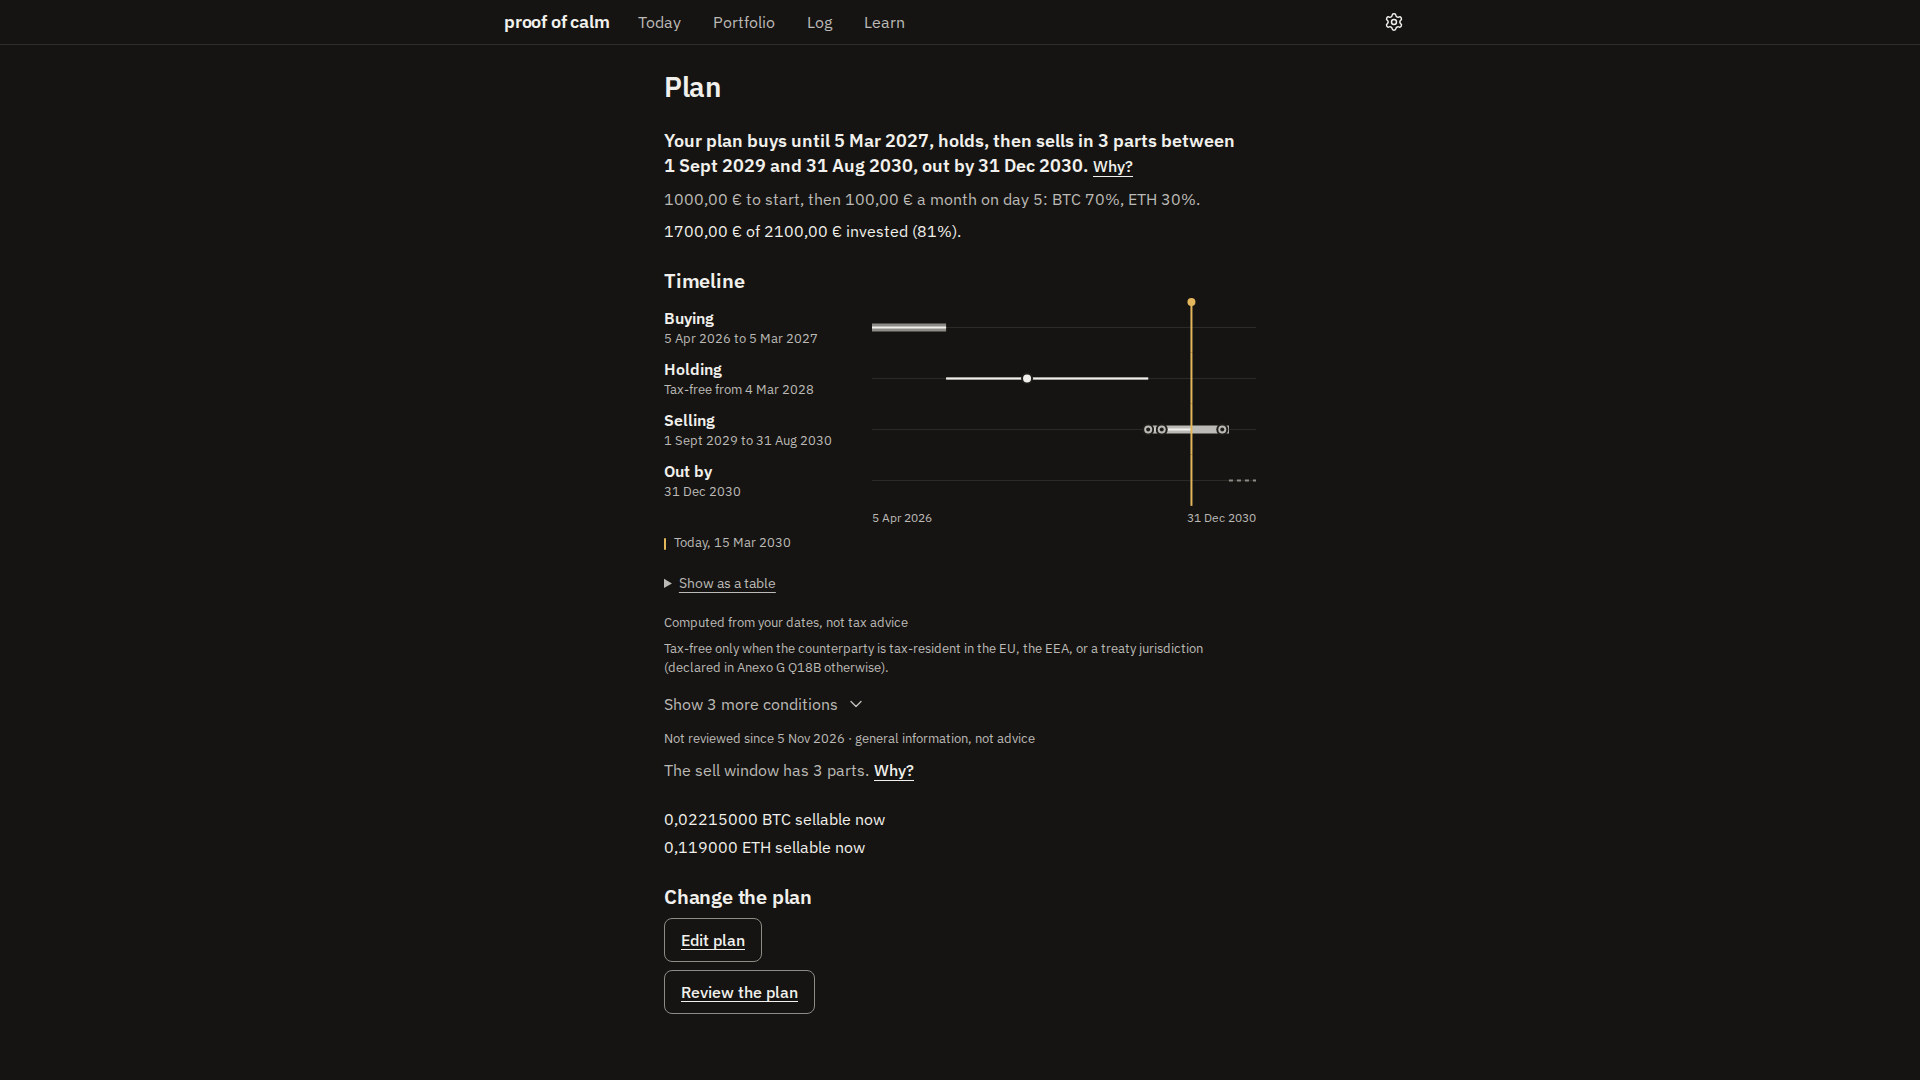 proof of calm Today Portfolio Log Learn
Plan
Your plan buys until 5 Mar 2027, holds, then sells in 3 parts between
1 Sept 2029 and 31 Aug 2030, out by 31 Dec 2030. Why?
1000,00 € to start, then 100,00 € a month on day 5: BTC 70%, ETH 30%.
1700,00 € of 2100,00 € invested (81%).
Timeline
Buying
5 Apr 2026 to 5 Mar 2027
Holding
Tax-free from 4 Mar 2028
Selling
1 Sept 2029 to 31 Aug 2030
Out by
31 Dec 2030
5 Apr 2026 31 Dec 2030
Today, 15 Mar 2030
Show as a table
Computed from your dates, not tax advice
Tax-free only when the counterparty is tax-resident in the EU, the EEA, or a treaty jurisdiction
(declared in Anexo G Q18B otherwise).
Show 3 more conditions
Not reviewed since 5 Nov 2026 · general information, not advice
The sell window has 3 parts. Why?
0,02215000 BTC sellable now
0,119000 ETH sellable now
Change the plan
Edit plan
Review the plan